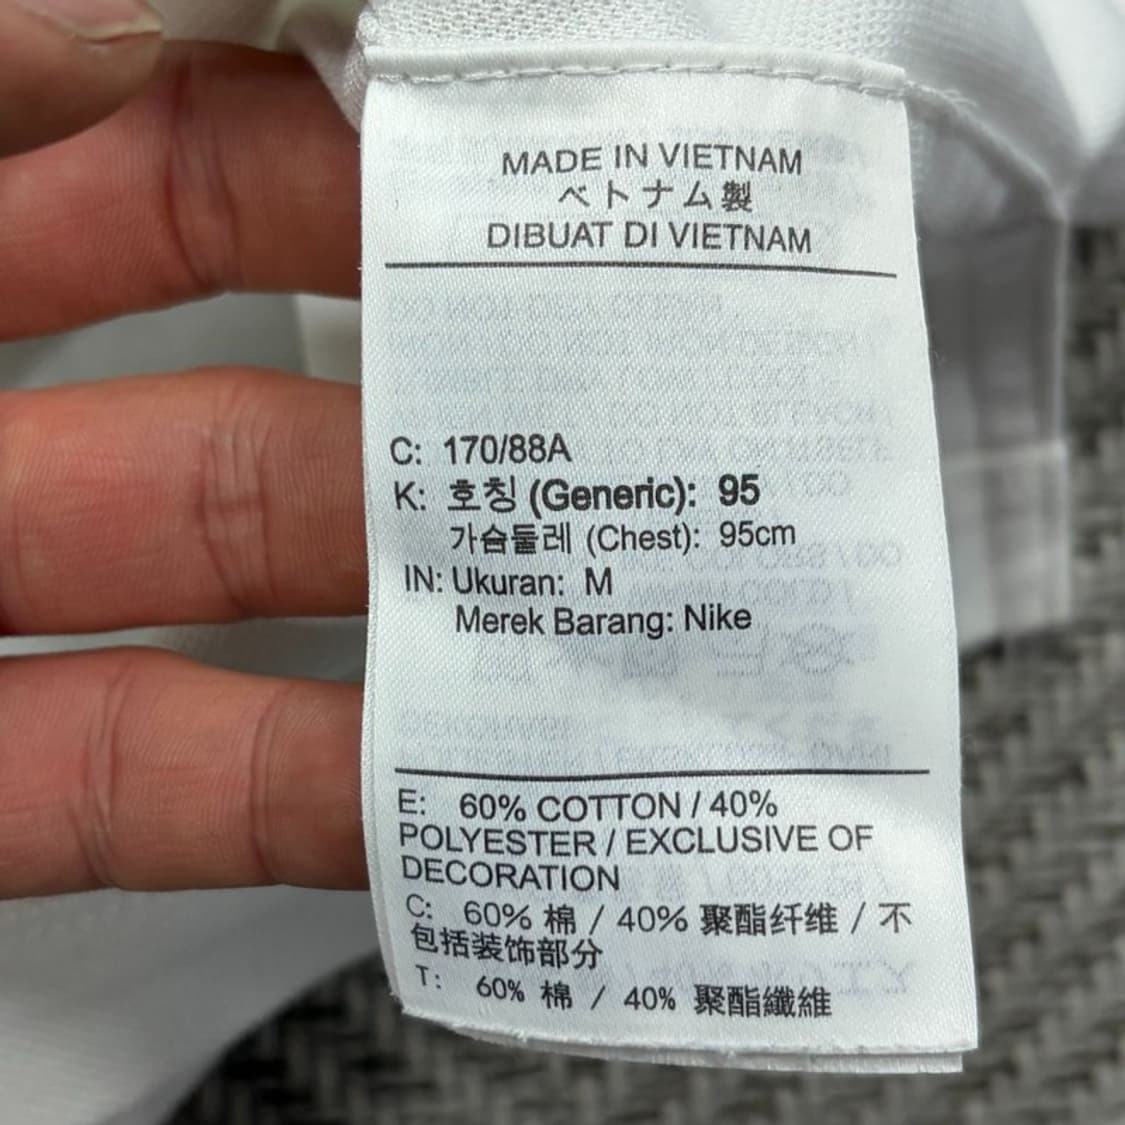 MADE IN VIETNAM
ベトナム製
DIBUAT DI VIETNAM
C: 170/88A
K: 호칭 (Generic): 95
가슴둘레 (Chest): 95cm
IN: Ukuran: M
Merek Barang: Nike
E: 60% COTTON / 40%
POLYESTER / EXCLUSIVE OF
DECORATION
C: 60% 棉 / 40% 聚酯纤维 / 不
包括装饰部分
T: 60% 棉 / 40% 聚酯纖維